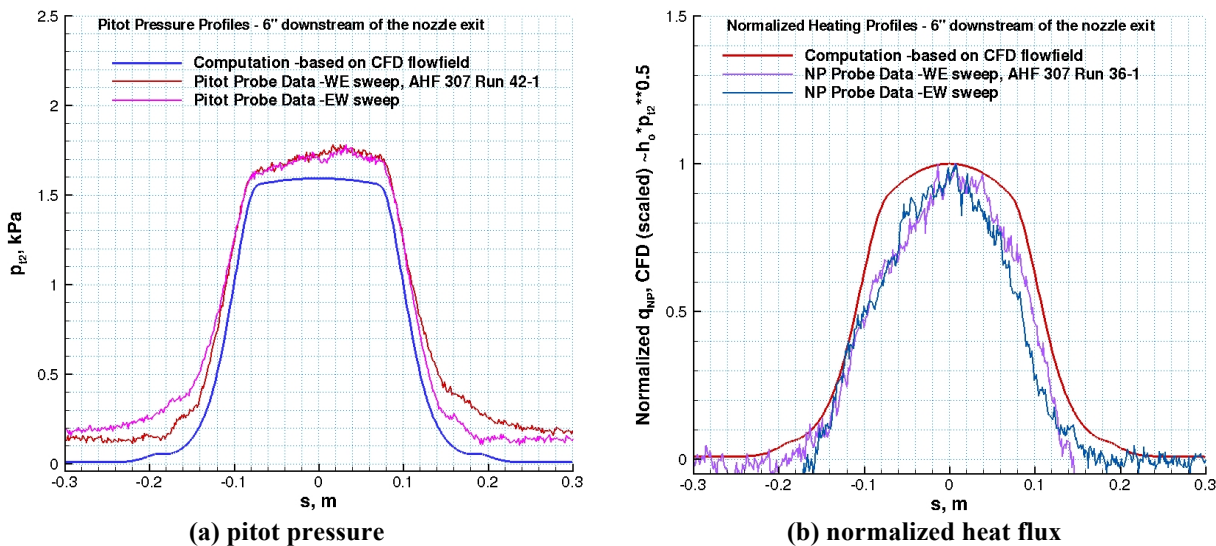 Pitot Pressure Profiles - 6" downstream of the nozzle exit
Computation -based on CFD flowfield
Pitot Probe Data -WE sweep, AHF 307 Run 42-1
Pitot Probe Data -EW sweep
2.5
2
1.5
1
0.5
0
p_t2, kPa
-0.3
-0.2
-0.1
0
0.1
0.2
0.3
s, m
(a) pitot pressure
Normalized Heating Profiles - 6" downstream of the nozzle exit
Computation -based on CFD flowfield
NP Probe Data -WE sweep, AHF 307 Run 36-1
NP Probe Data -EW sweep
1.5
1
0.5
0
Normalized q_NP, CFD (scaled) ~h_o*p_t2**0.5
-0.3
-0.2
-0.1
0
0.1
0.2
0.3
s, m
(b) normalized heat flux